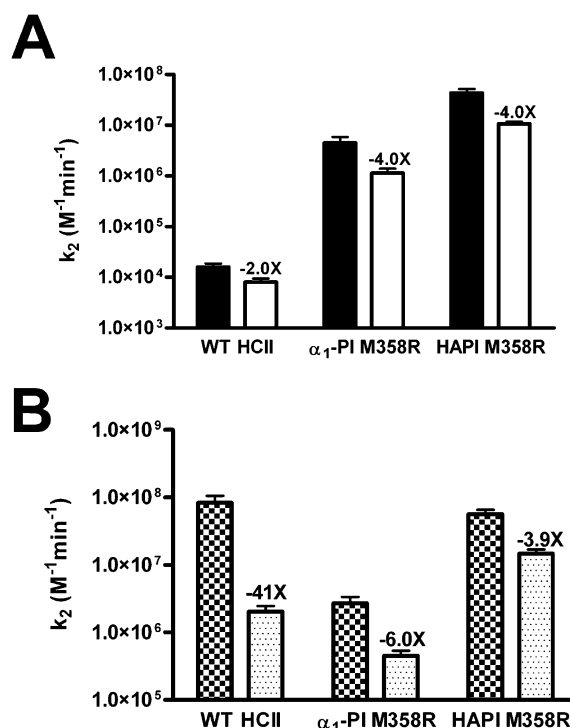 A
1.0×10⁸
1.0×10⁷
1.0×10⁶
1.0×10⁵
1.0×10⁴
1.0×10³
k₂ (M⁻¹min⁻¹)
-2.0X
-4.0X
-4.0X
WT HCII
α₁-PI M358R
HAPI M358R
B
1.0×10⁹
1.0×10⁸
1.0×10⁷
1.0×10⁶
1.0×10⁵
k₂ (M⁻¹min⁻¹)
-41X
-6.0X
-3.9X
WT HCII
α₁-PI M358R
HAPI M358R